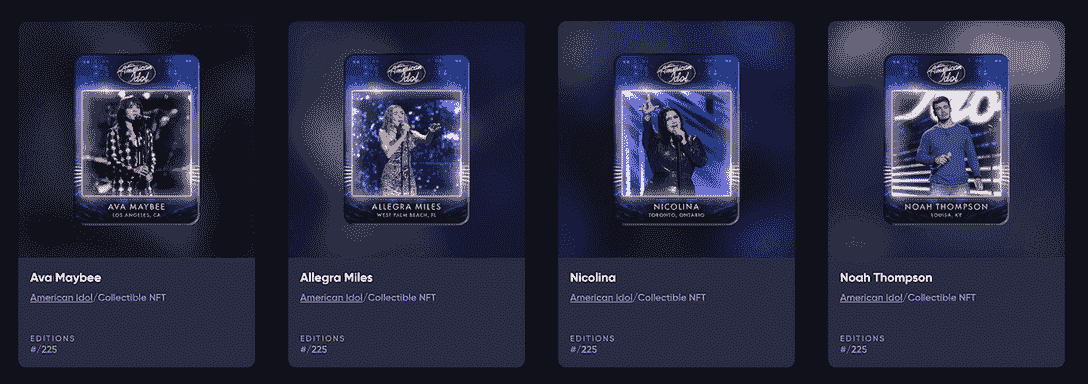 American Idol
AVA MAYBEE
LOS ANGELES, CA
Ava Maybee
American Idol/Collectible NFT
EDITIONS
#/225
American Idol
ALLEGRA MILES
WEST PALM BEACH, FL
Allegra Miles
American Idol/Collectible NFT
EDITIONS
#/225
American Idol
NICOLINA
TORONTO, ONTARIO
Nicolina
American Idol/Collectible NFT
EDITIONS
#/225
American Idol
NOAH THOMPSON
LOUISA, KY
Noah Thompson
American Idol/Collectible NFT
EDITIONS
#/225